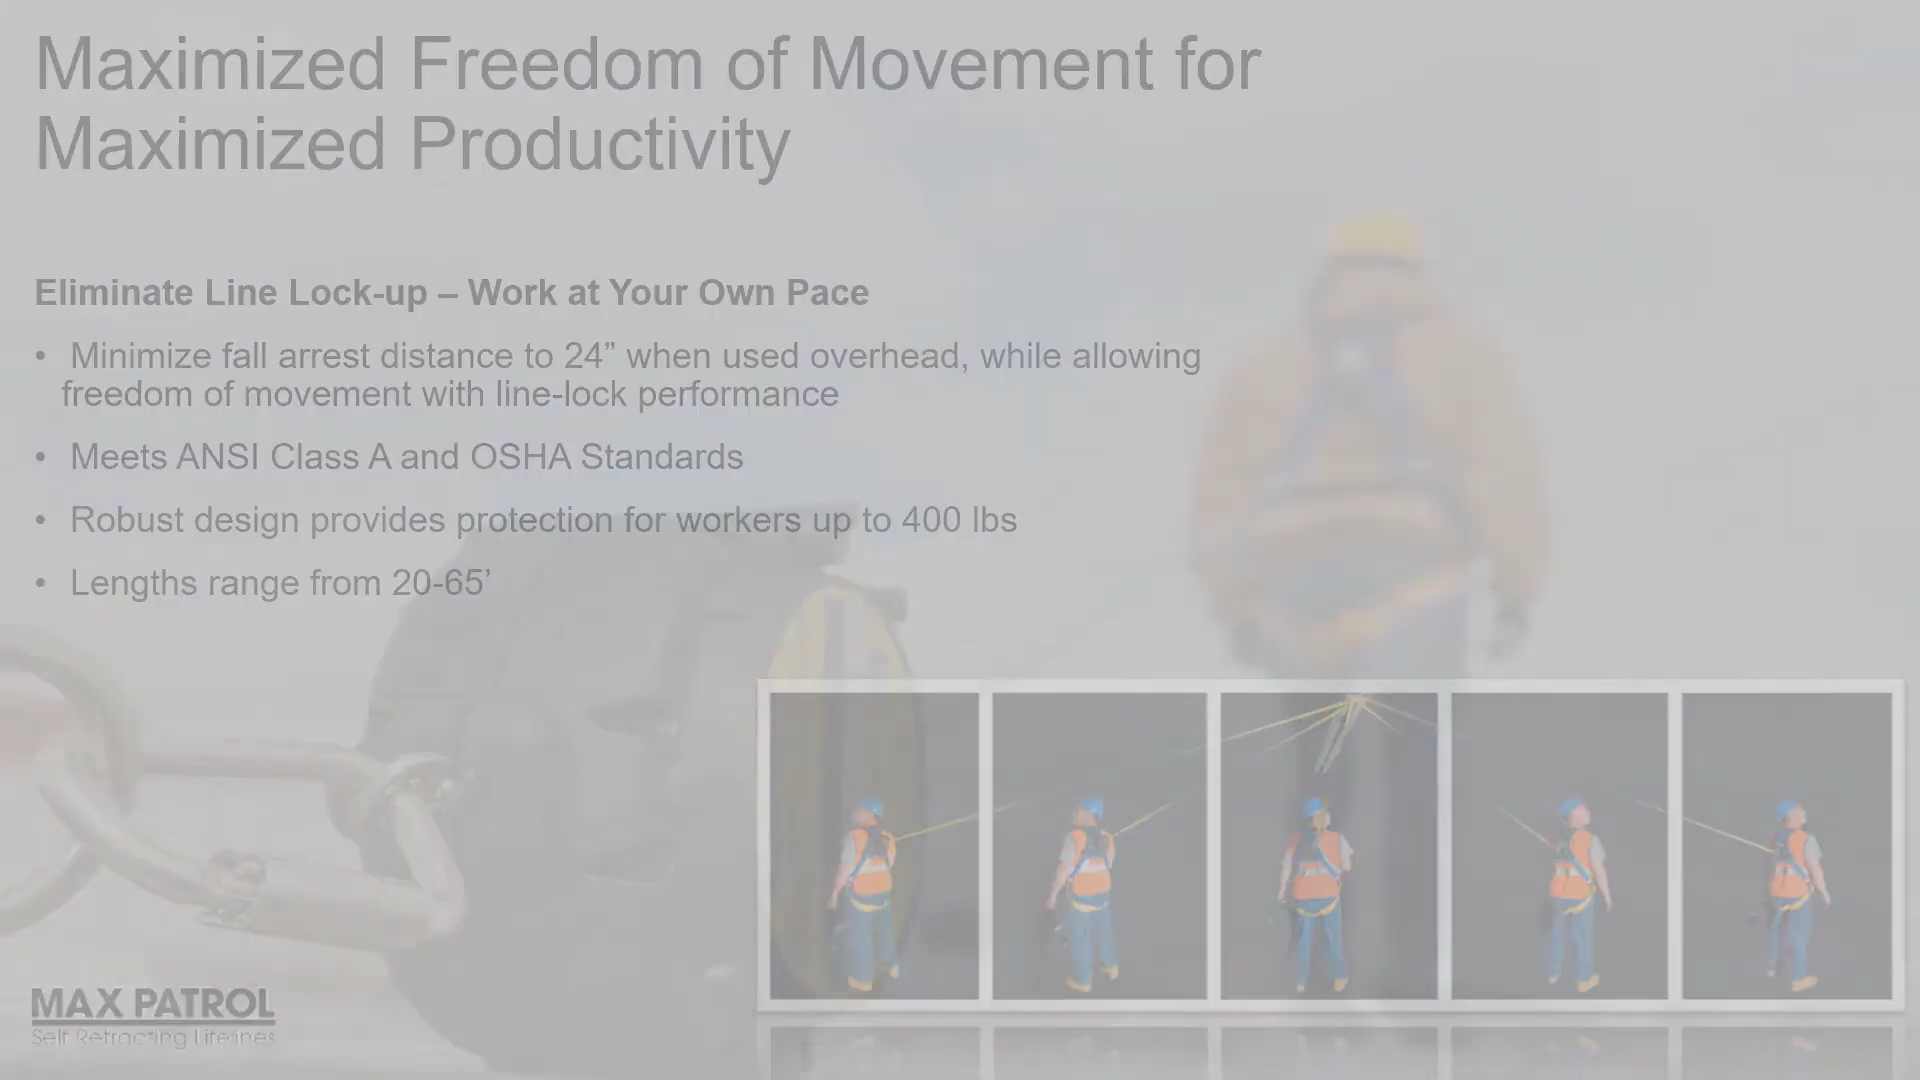 Maximized Freedom of Movement for
Maximized Productivity
Eliminate Line Lock-up – Work at Your Own Pace
• Minimize fall arrest distance to 24” when used overhead, while allowing
freedom of movement with line-lock performance
• Meets ANSI Class A and OSHA Standards
• Robust design provides protection for workers up to 400 lbs
• Lengths range from 20-65’
MAX PATROL
Self Retracting Lifelines